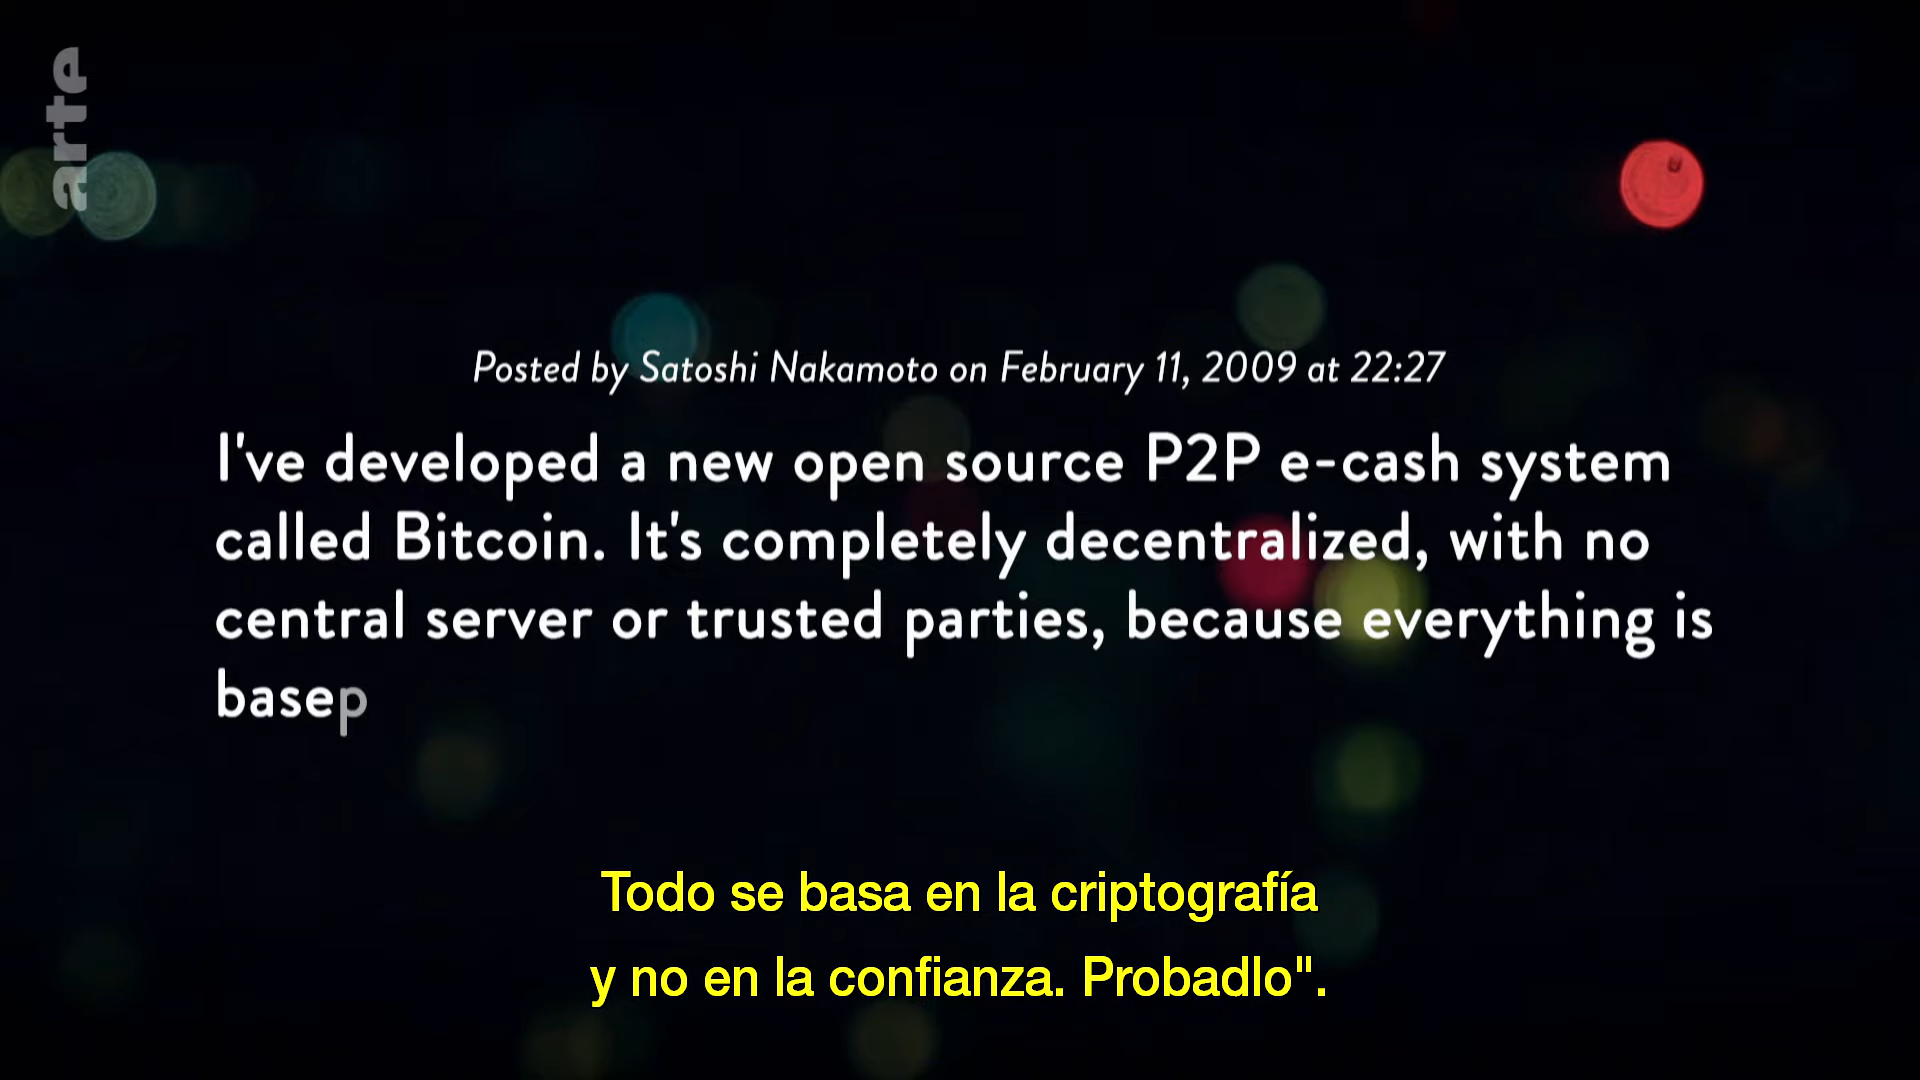 arte
Posted by Satoshi Nakamoto on February 11, 2009 at 22:27
I've developed a new open source P2P e-cash system
called Bitcoin. It's completely decentralized, with no
central server or trusted parties, because everything is
basep
Todo se basa en la criptografía
y no en la confianza. Probadlo".